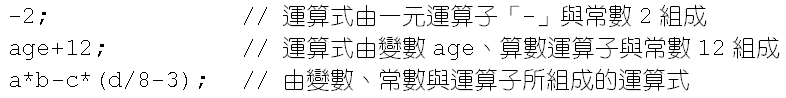 -2; // 運算式由一元運算子「-」與常數 2 組成
age+12; // 運算式由變數 age、算數運算子與常數 12 組成
a*b-c*(d/8-3); // 由變數、常數與運算子所組成的運算式